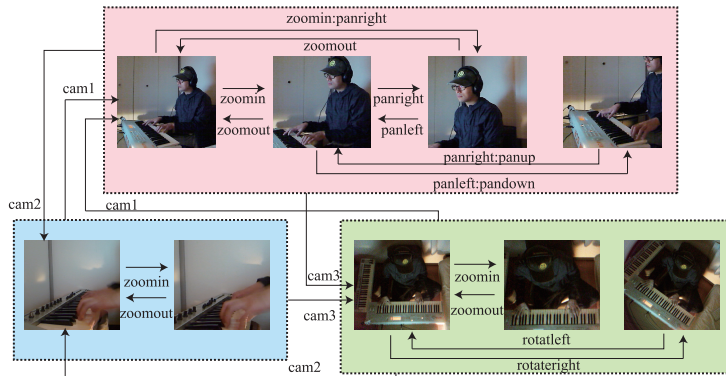 zoomin:panright
zoomout
cam1
zoomin
panright
zoomout
panleft
panright:panup
panleft:pandown
cam2
cam1
cam3
zoomin
zoomin
zoomout
zoomout
cam3
rotatleft
cam2
rotateright